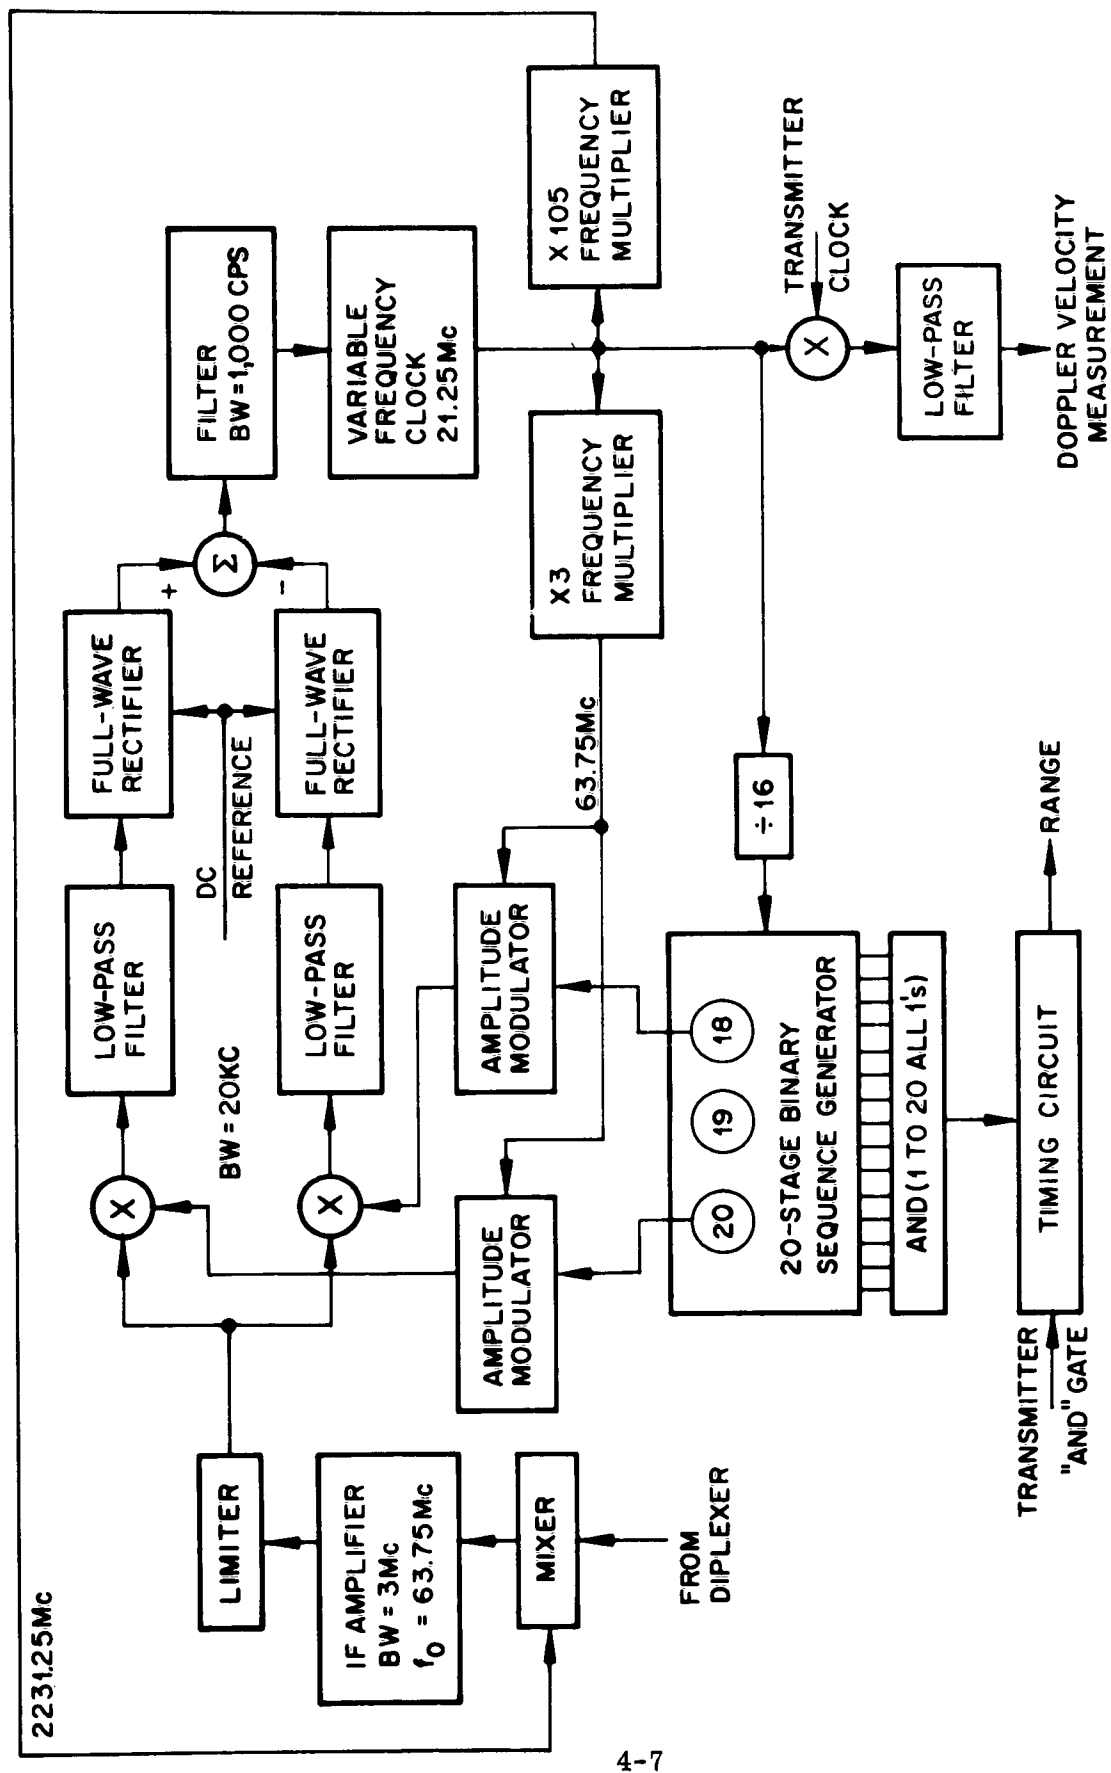 2231.25Mc
LIMITER
IF AMPLIFIER
BW = 3Mc
fo = 63.75Mc
MIXER
FROM
DIPLEXER
X
LOW-PASS
FILTER
FULL-WAVE
RECTIFIER
+
BW = 20KC
DC
REFERENCE
X
LOW-PASS
FILTER
FULL-WAVE
RECTIFIER
-
Σ
FILTER
BW = 1,000 CPS
VARIABLE
FREQUENCY
CLOCK
21.25Mc
AMPLITUDE
MODULATOR
AMPLITUDE
MODULATOR
63.75Mc
X3
FREQUENCY
MULTIPLIER
X105
FREQUENCY
MULTIPLIER
20
19
18
20-STAGE BINARY
SEQUENCE GENERATOR
AND (1 TO 20 ALL 1's)
÷16
X
TRANSMITTER
CLOCK
LOW-PASS
FILTER
DOPPLER VELOCITY
MEASUREMENT
TRANSMITTER
"AND" GATE
TIMING CIRCUIT
RANGE
4-7